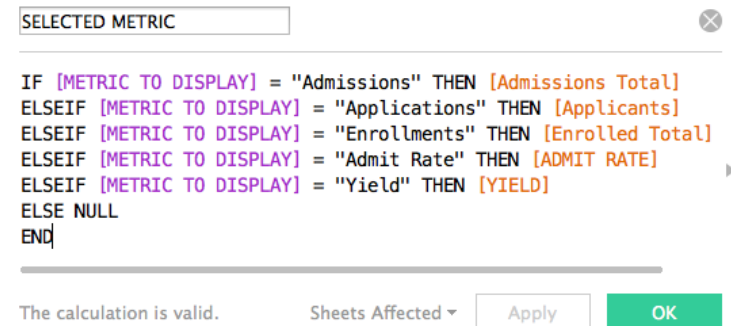 SELECTED METRIC
IF [METRIC TO DISPLAY] = "Admissions" THEN [Admissions Total]
ELSEIF [METRIC TO DISPLAY] = "Applications" THEN [Applicants]
ELSEIF [METRIC TO DISPLAY] = "Enrollments" THEN [Enrolled Total]
ELSEIF [METRIC TO DISPLAY] = "Admit Rate" THEN [ADMIT RATE]
ELSEIF [METRIC TO DISPLAY] = "Yield" THEN [YIELD]
ELSE NULL
END
The calculation is valid. Sheets Affected Apply OK